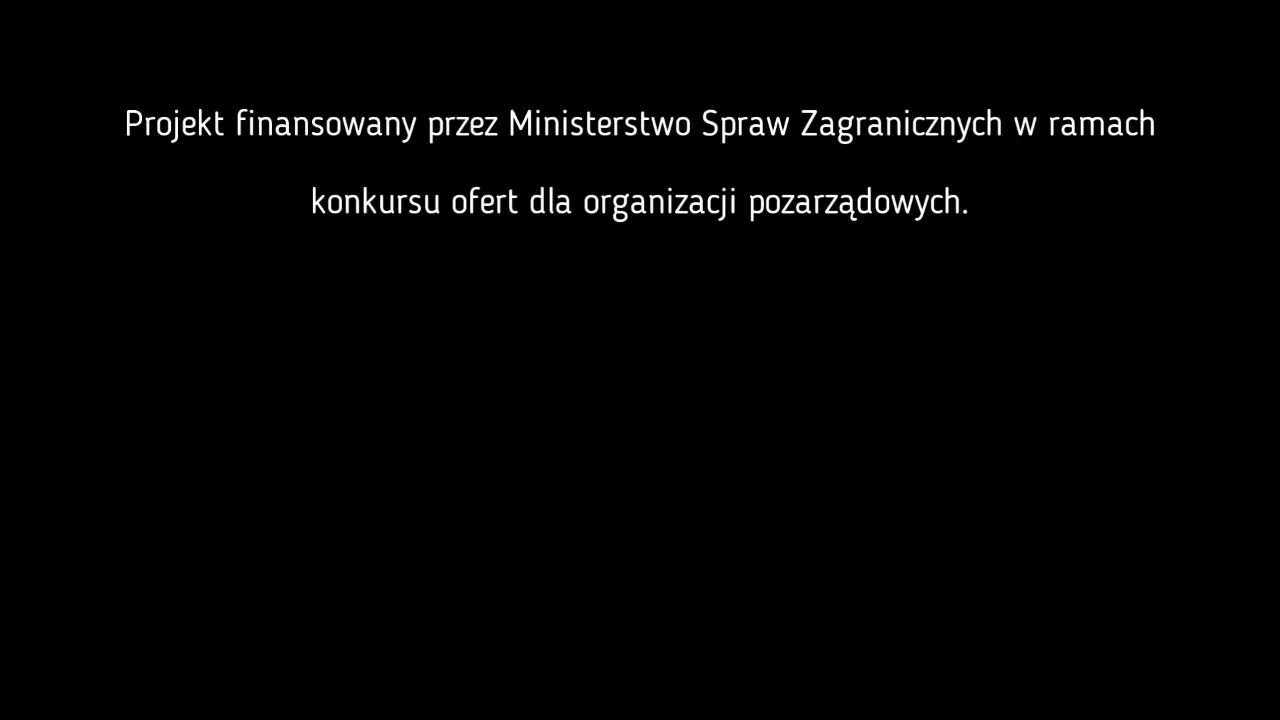 Projekt finansowany przez Ministerstwo Spraw Zagranicznych w ramach
konkursu ofert dla organizacji pozarządowych.